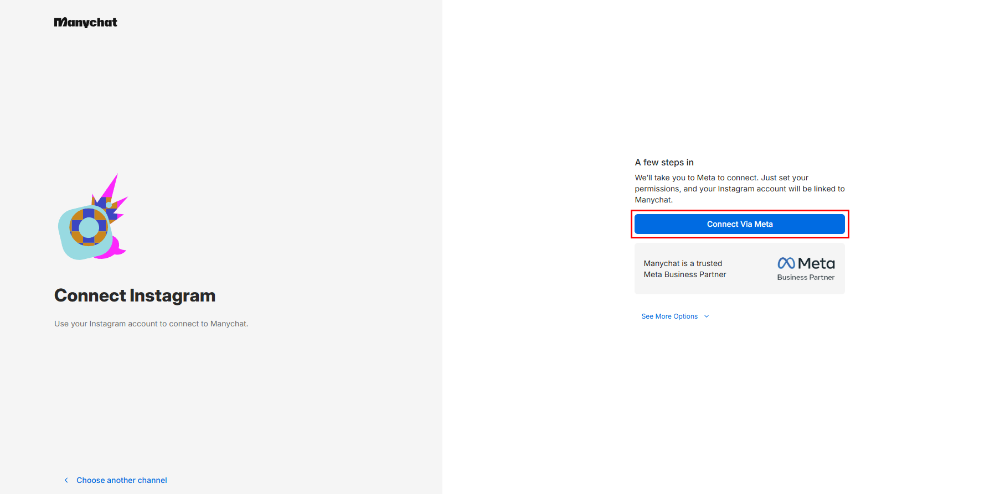 Manychat
Connect Instagram
Use your Instagram account to connect to Manychat.
Choose another channel
A few steps in
We'll take you to Meta to connect. Just set your
permissions, and your Instagram account will be linked to
Manychat.
Connect Via Meta
Manychat is a trusted
Meta Business Partner
Meta
Business Partner
See More Options